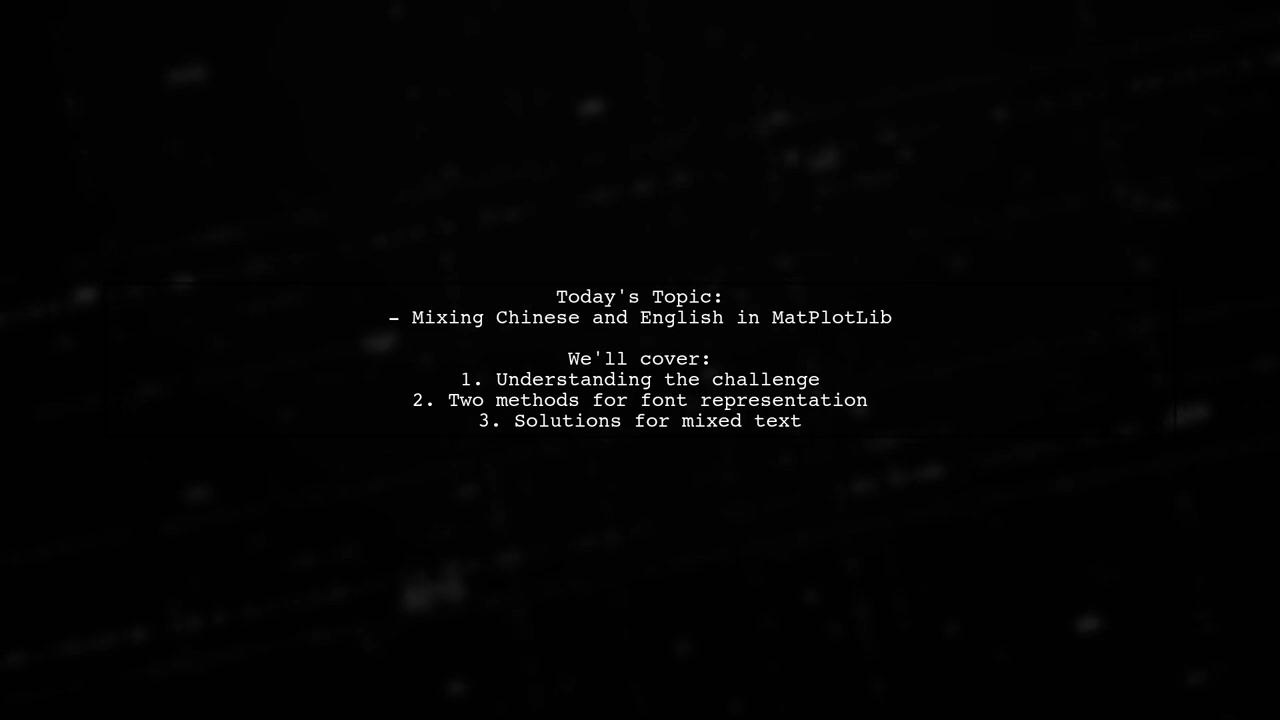 Today's Topic:
– Mixing Chinese and English in MatPlotLib
We'll cover:
1. Understanding the challenge
2. Two methods for font representation
3. Solutions for mixed text